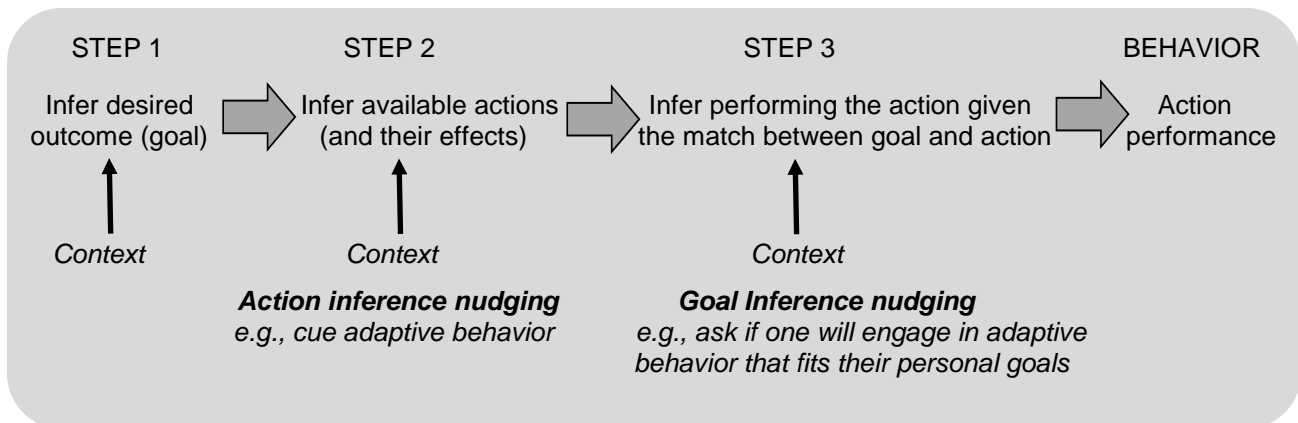 STEP 1
STEP 2
STEP 3
BEHAVIOR
Infer desired
outcome (goal)
Infer available actions
(and their effects)
Infer performing the action given
the match between goal and action
Action
performance
Context
Context
Context
Action inference nudging
e.g., cue adaptive behavior
Goal Inference nudging
e.g., ask if one will engage in adaptive
behavior that fits their personal goals